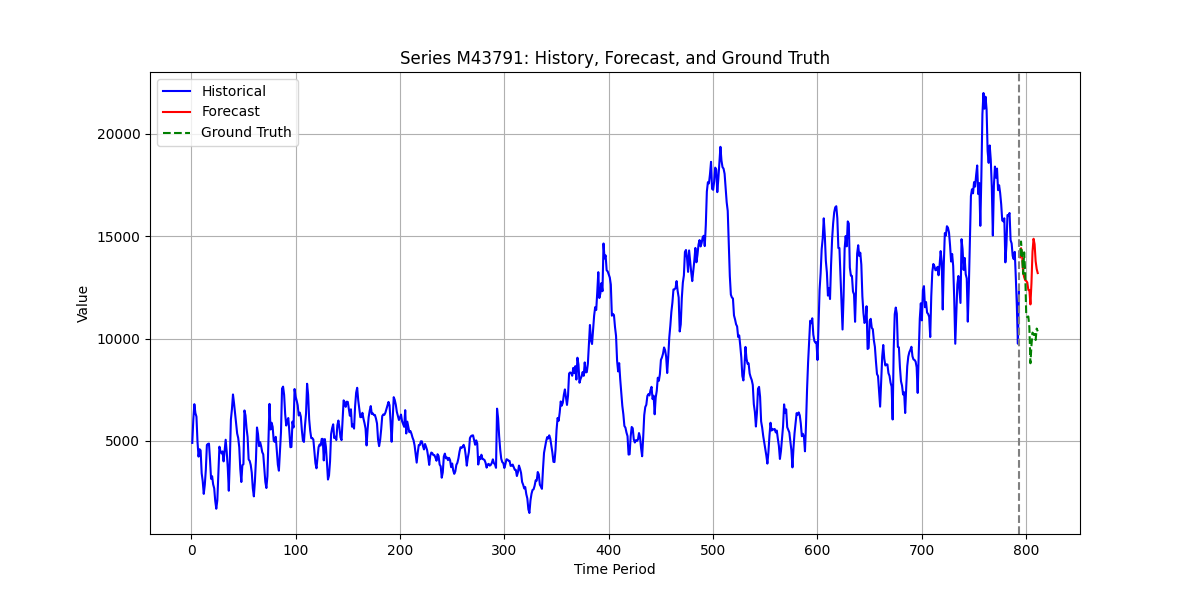 Series M43791: History, Forecast, and Ground Truth
Historical
Forecast
Ground Truth
20000
15000
10000
5000
Value
0 100 200 300 400 500 600 700 800
Time Period